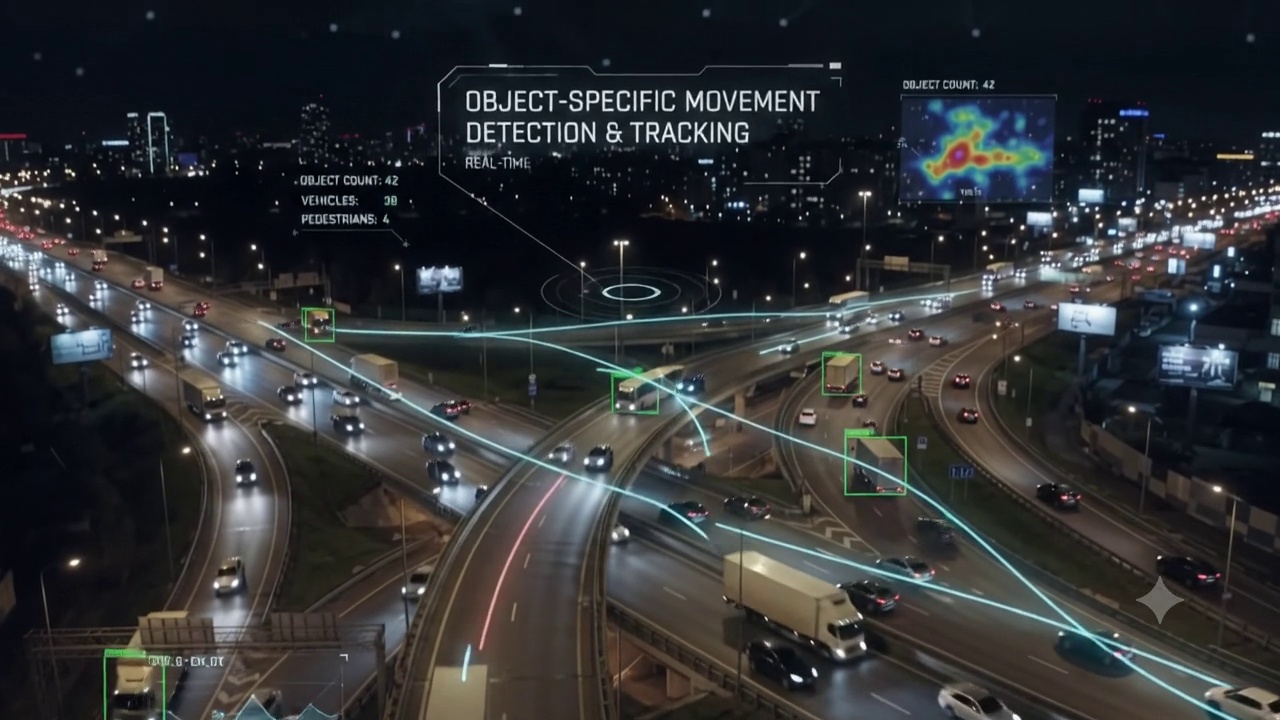 OBJECT-SPECIFIC MOVEMENT
DETECTION & TRACKING
REAL-TIME
OBJECT COUNT: 42
VEHICLES: 38
PEDESTRIANS: 4
OBJECT COUNT: 42